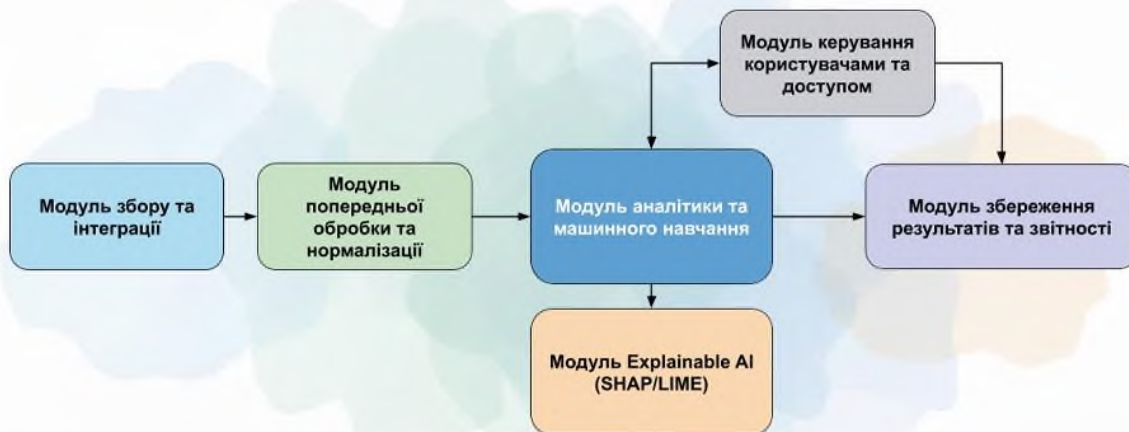 Модуль керування
користувачами та
доступом
Модуль збору та
інтеграції
Модуль
попередньої
обробки та
нормалізації
Модуль аналітики та
машинного навчання
Модуль збереження
результатів та звітності
Модуль Explainable AI
(SHAP/LIME)